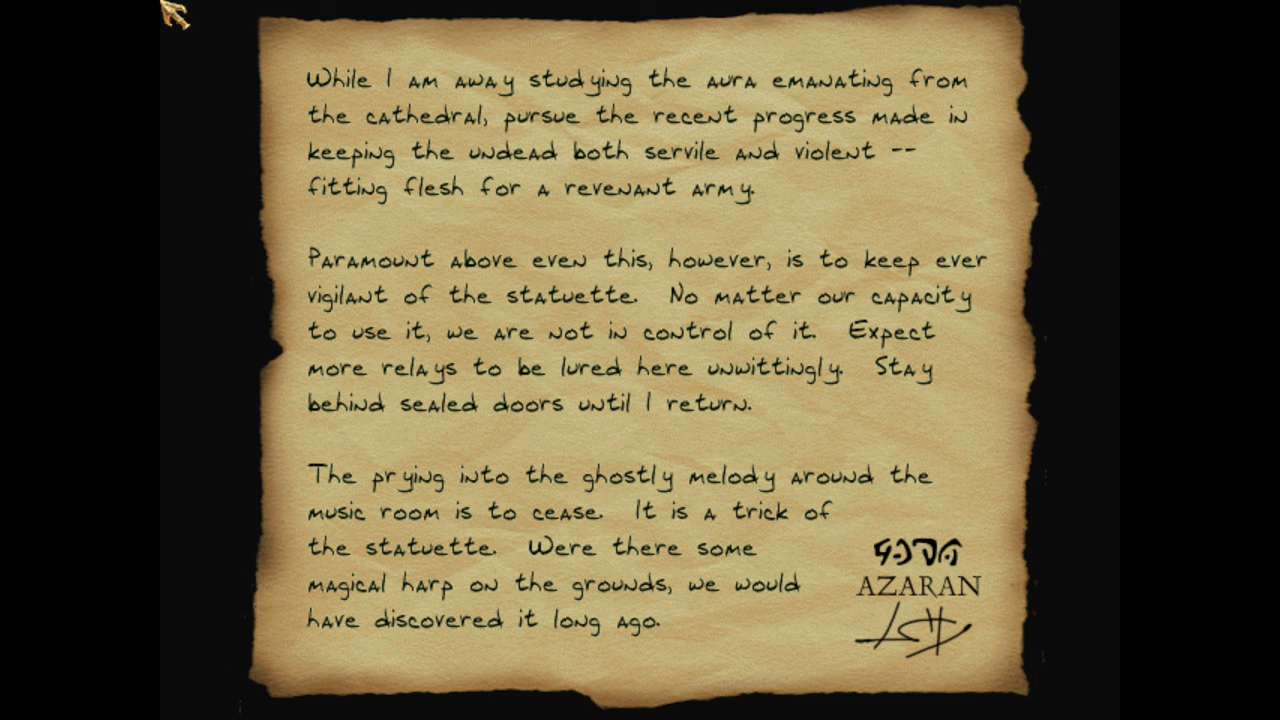 While I am away studying the aura emanating from
the cathedral, pursue the recent progress made in
keeping the undead both servile and violent --
fitting flesh for a revenant army.
Paramount above even this, however, is to keep ever
vigilant of the statuette.  No matter our capacity
to use it, we are not in control of it.  Expect
more relays to be lured here unwittingly.  Stay
behind sealed doors until I return.
The prying into the ghostly melody around the
music room is to cease.  It is a trick of
the statuette.  Were there some
magical harp on the grounds, we would
have discovered it long ago.
AZARAN